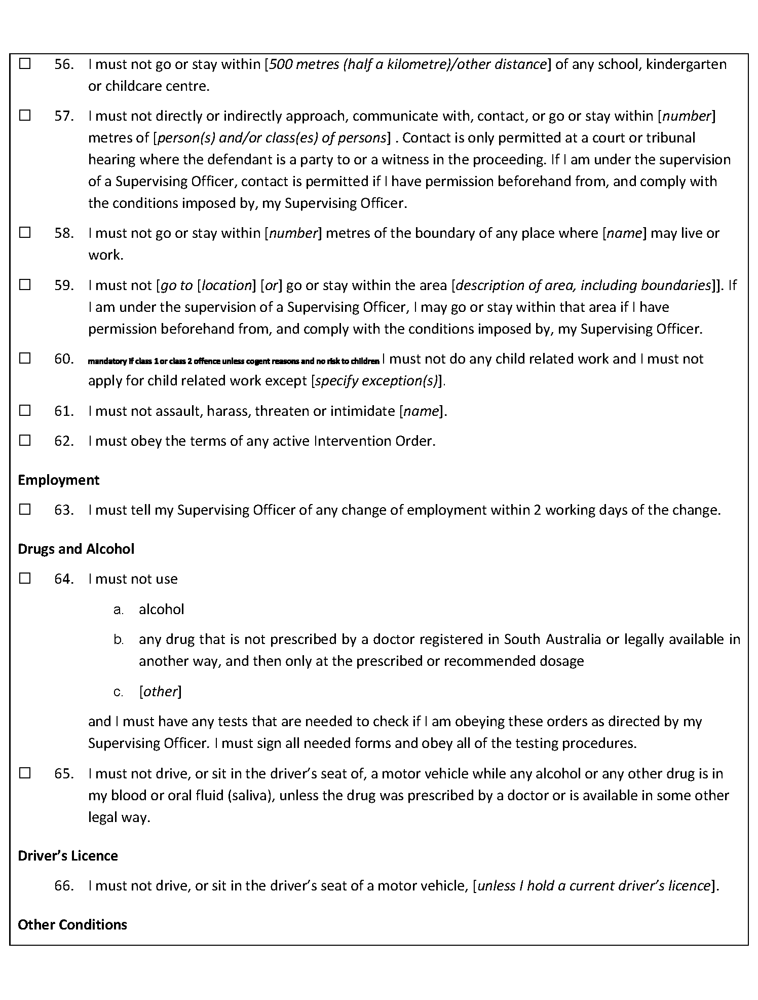 ☐ 56. I must not go or stay within [500 metres (half a kilometre)/other distance] of any school, kindergarten
or childcare centre.
☐ 57. I must not directly or indirectly approach, communicate with, contact, or go or stay within [number]
metres of [person(s) and/or class(es) of persons] . Contact is only permitted at a court or tribunal
hearing where the defendant is a party to or a witness in the proceeding. If I am under the supervision
of a Supervising Officer, contact is permitted if I have permission beforehand from, and comply with
the conditions imposed by, my Supervising Officer.
☐ 58. I must not go or stay within [number] metres of the boundary of any place where [name] may live or
work.
☐ 59. I must not [go to [location] [or] go or stay within the area [description of area, including boundaries]]. If
I am under the supervision of a Supervising Officer, I may go or stay within that area if I have
permission beforehand from, and comply with the conditions imposed by, my Supervising Officer.
☐ 60. mandatory if class 1 or class 2 offence unless cogent reasons and no risk to children I must not do any child related work and I must not
apply for child related work except [specify exception(s)].
☐ 61. I must not assault, harass, threaten or intimidate [name].
☐ 62. I must obey the terms of any active Intervention Order.
Employment
☐ 63. I must tell my Supervising Officer of any change of employment within 2 working days of the change.
Drugs and Alcohol
☐ 64. I must not use
a. alcohol
b. any drug that is not prescribed by a doctor registered in South Australia or legally available in
another way, and then only at the prescribed or recommended dosage
c. [other]
and I must have any tests that are needed to check if I am obeying these orders as directed by my
Supervising Officer. I must sign all needed forms and obey all of the testing procedures.
☐ 65. I must not drive, or sit in the driver’s seat of, a motor vehicle while any alcohol or any other drug is in
my blood or oral fluid (saliva), unless the drug was prescribed by a doctor or is available in some other
legal way.
Driver’s Licence
66. I must not drive, or sit in the driver’s seat of a motor vehicle, [unless I hold a current driver’s licence].
Other Conditions